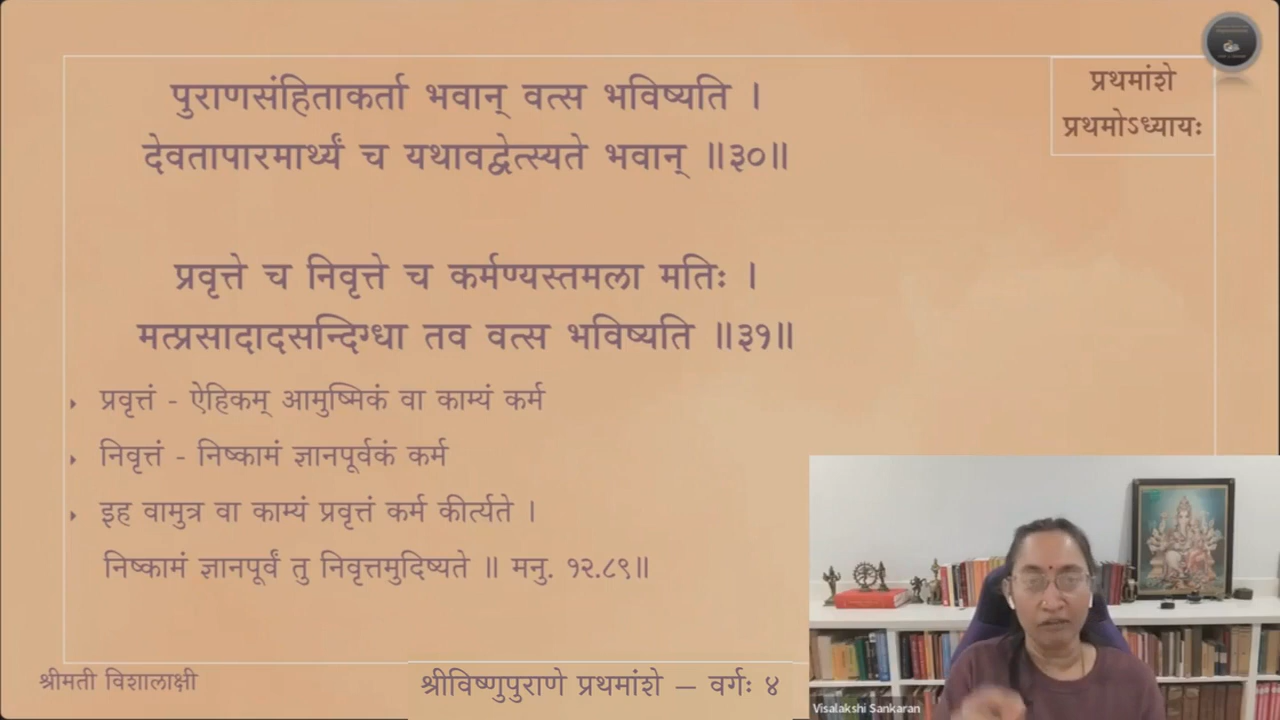 पुराणसंहिताकर्ता भवान् वत्स भविष्यति ।
देवतापारमार्थ्यं च यथावद्वेत्स्यते भवान् ॥३०॥
प्रथमांशे
प्रथमोऽध्यायः
प्रवृत्ते च निवृत्ते च कर्मण्यस्तमला मतिः ।
मत्प्रसादादसन्दिग्धा तव वत्स भविष्यति ॥३१॥
प्रवृत्तं - ऐहिकम् आमुष्मिकं वा काम्यं कर्म
निवृत्तं - निष्कामं ज्ञानपूर्वकं कर्म
इह वामुत्र वा काम्यं प्रवृत्तं कर्म कीर्त्यते ।
निष्कामं ज्ञानपूर्वं तु निवृत्तमुदिष्यते ॥ मनु. १२.८९॥
श्रीमती विशालाक्षी
श्रीविष्णुपुराणे प्रथमांशे – वर्गः ४
Visalakshi Sankaran